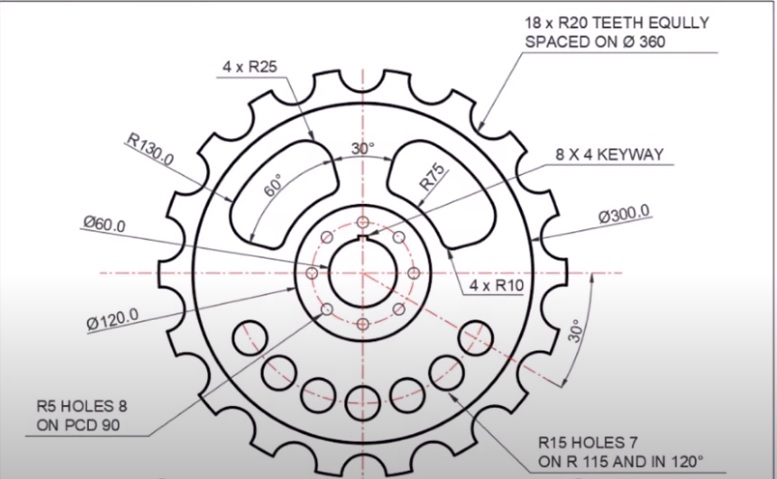 18 x R20 TEETH EQULLY
SPACED ON Ø 360
4 x R25
R130.0
30°
8 X 4 KEYWAY
60°
R75
Ø60.0
Ø300.0
4 x R10
Ø120.0
30°
R5 HOLES 8
ON PCD 90
R15 HOLES 7
ON R 115 AND IN 120°